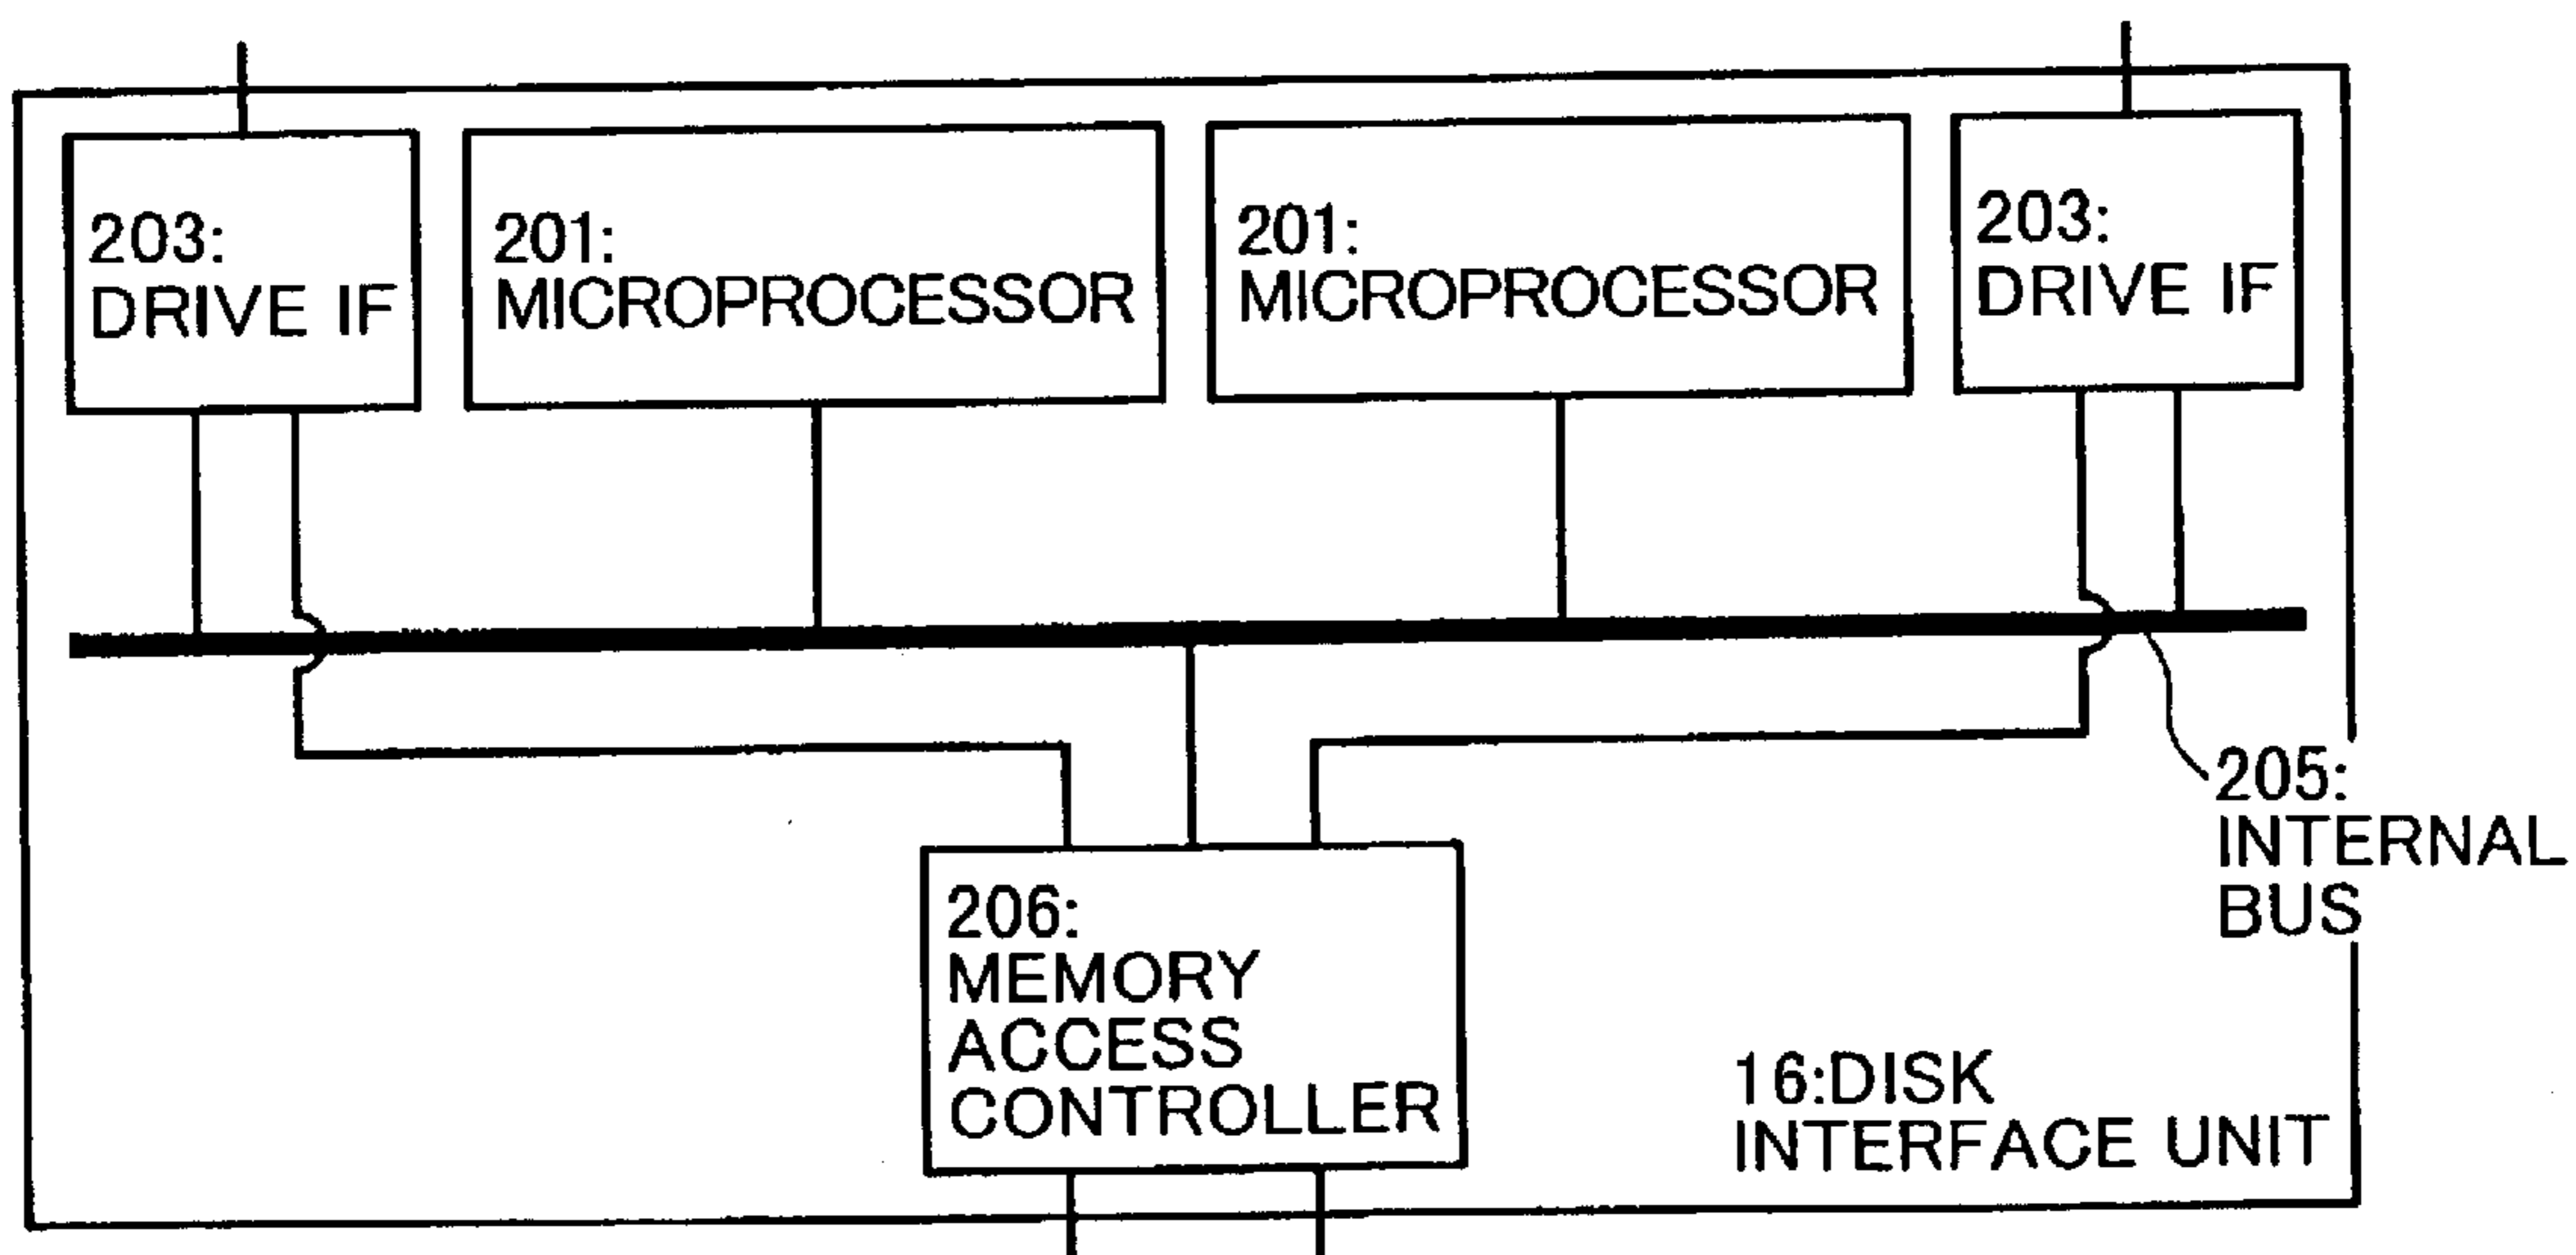 203:
DRIVE IF
201:
MICROPROCESSOR
201:
MICROPROCESSOR
203:
DRIVE IF
205:
INTERNAL
BUS
206:
MEMORY
ACCESS
CONTROLLER
16:DISK
INTERFACE UNIT